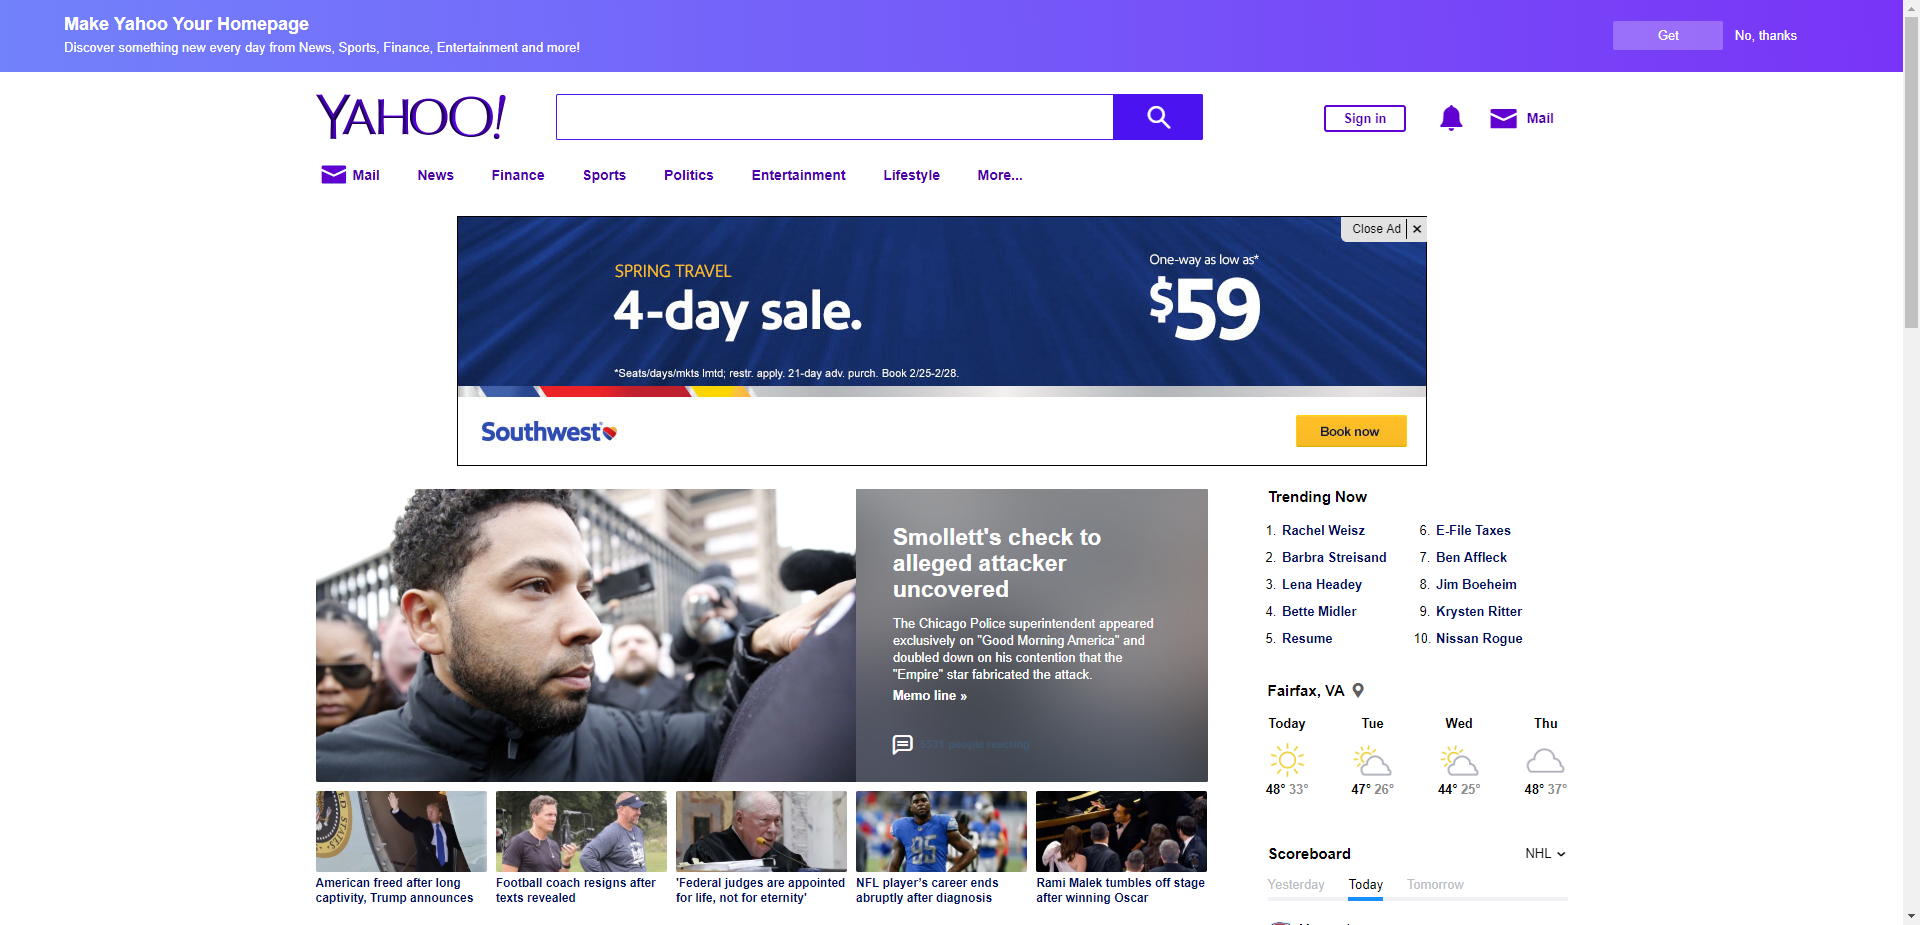 Make Yahoo Your Homepage
Discover something new every day from News, Sports, Finance, Entertainment and more!
Get
No, thanks
YAHOO!
Sign in
Mail
Mail
News
Finance
Sports
Politics
Entertainment
Lifestyle
More...
Close Ad
SPRING TRAVEL
4-day sale.
One-way as low as*
$59
*Seats/days/mkts lmtd; restr. apply. 21-day adv. purch. Book 2/25-2/28.
Southwest
Book now
Smollett's check to
alleged attacker
uncovered
The Chicago Police superintendent appeared
exclusively on "Good Morning America" and
doubled down on his contention that the
"Empire" star fabricated the attack.
Memo line »
people reacting
American freed after long
captivity, Trump announces
Football coach resigns after
texts revealed
'Federal judges are appointed
for life, not for eternity'
NFL player's career ends
abruptly after diagnosis
Rami Malek tumbles off stage
after winning Oscar
Trending Now
1. Rachel Weisz
2. Barbra Streisand
3. Lena Headey
4. Bette Midler
5. Resume
6. E-File Taxes
7. Ben Affleck
8. Jim Boeheim
9. Krysten Ritter
10. Nissan Rogue
Fairfax, VA
Today Tue Wed Thu
48° 33° 47° 26° 44° 25° 48° 37°
Scoreboard
NHL
Yesterday Today Tomorrow